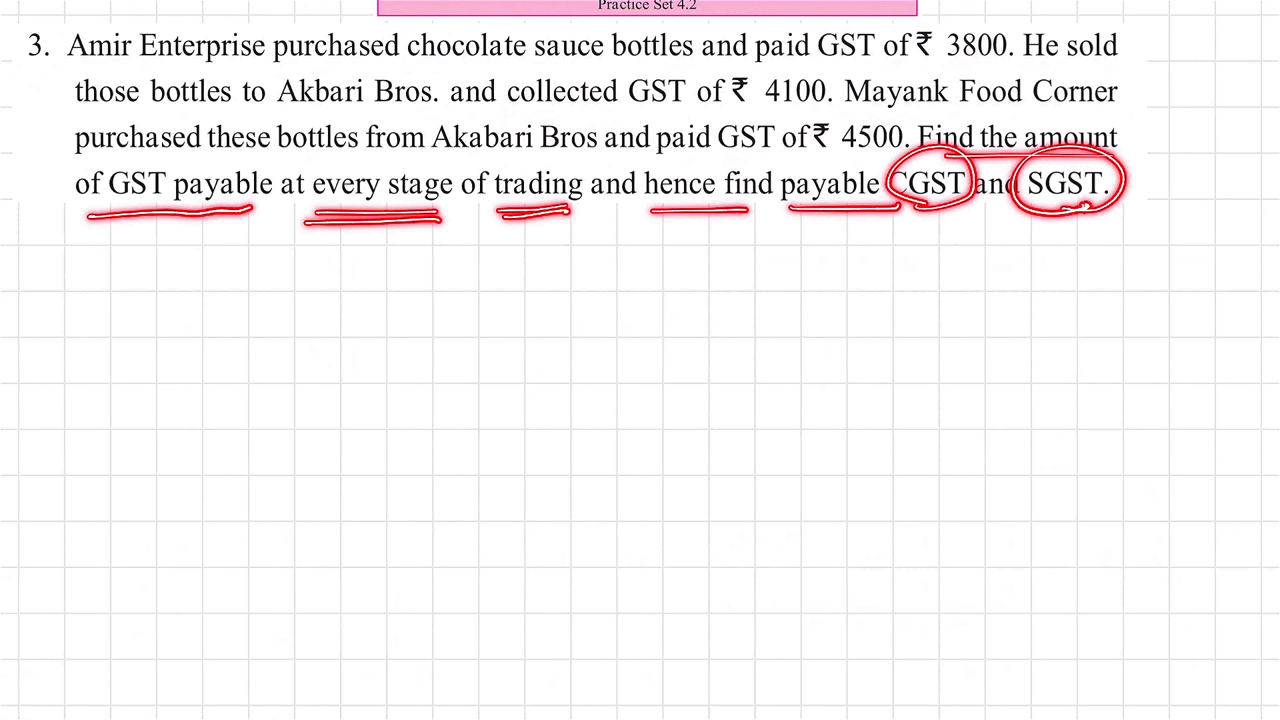 Practice Set 4.2
3. Amir Enterprise purchased chocolate sauce bottles and paid GST of ₹ 3800. He sold
those bottles to Akbari Bros. and collected GST of ₹ 4100. Mayank Food Corner
purchased these bottles from Akabari Bros and paid GST of ₹ 4500. Find the amount
of GST payable at every stage of trading and hence find payable CGST and SGST.